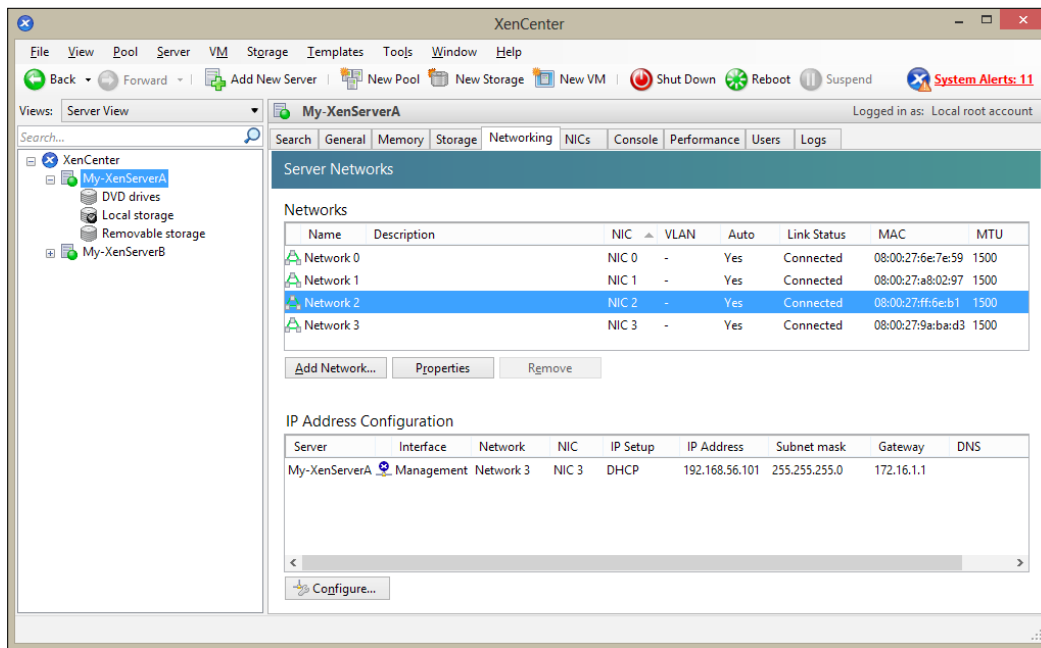 XenCenter
File View Pool Server VM Storage Templates Tools Window Help
Back Forward Add New Server New Pool New Storage New VM Shut Down Reboot Suspend System Alerts: 11
Views: Server View
My-XenServerA Logged in as: Local root account
Search...
Search General Memory Storage Networking NICs Console Performance Users Logs
XenCenter
My-XenServerA
DVD drives
Local storage
Removable storage
My-XenServerB
Server Networks
Networks
Name Description NIC VLAN Auto Link Status MAC MTU
Network 0 NIC 0 - Yes Connected 08:00:27:6e:7e:59 1500
Network 1 NIC 1 - Yes Connected 08:00:27:a8:02:97 1500
Network 2 NIC 2 - Yes Connected 08:00:27:ff:6e:b1 1500
Network 3 NIC 3 - Yes Connected 08:00:27:9a:ba:d3 1500
Add Network... Properties Remove
IP Address Configuration
Server Interface Network NIC IP Setup IP Address Subnet mask Gateway DNS
My-XenServerA Management Network 3 NIC 3 DHCP 192.168.56.101 255.255.255.0 172.16.1.1
Configure...